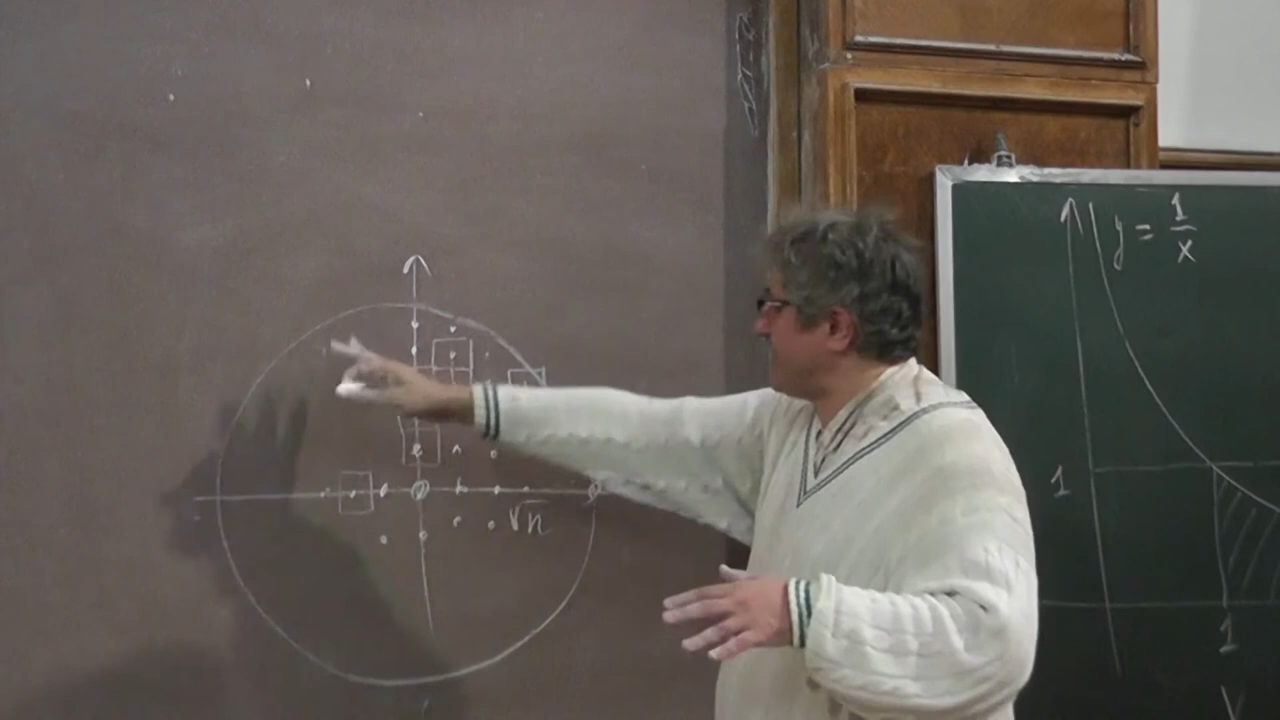 √n
y = 1/x
1
1